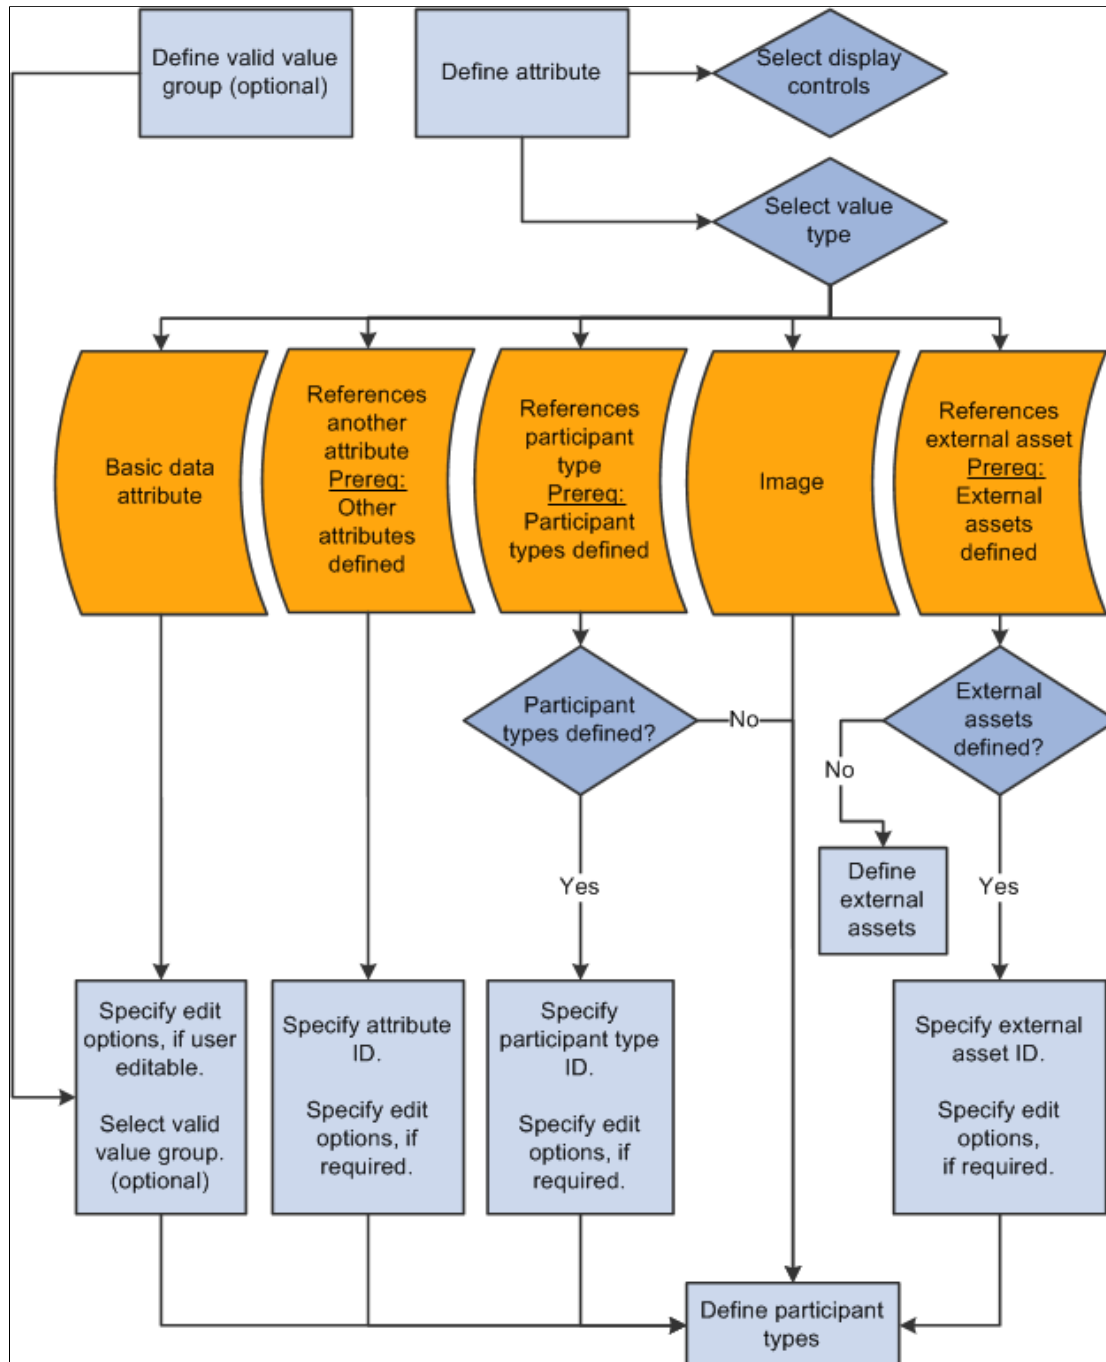 Define valid value
group (optional)
Define attribute
Select display
controls
Select value
type
Basic data
attribute
References
another
attribute
Prereq:
Other
attributes
defined
References
participant
type
Prereq:
Participant
types defined
Image
References
external asset
Prereq:
External
assets
defined
Participant
types defined?
No
External
assets
defined?
No
Define
external
assets
Yes
Yes
Specify edit
options, if user
editable.
Select valid
value group.
(optional)
Specify attribute
ID.
Specify edit
options, if
required.
Specify
participant type
ID.
Specify edit
options, if
required.
Specify external
asset ID.
Specify edit
options,
if required.
Define participant
types